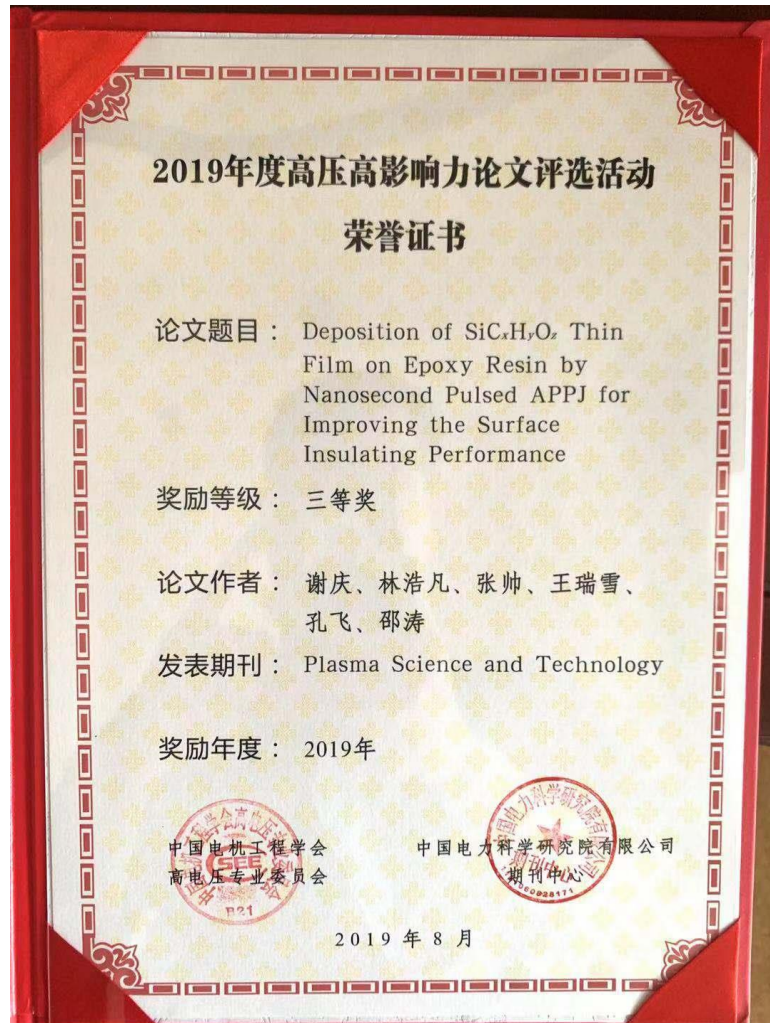 2019年度高压高影响力论文评选活动
荣誉证书
论文题目： Deposition of SiCxHyOz Thin
Film on Epoxy Resin by
Nanosecond Pulsed APPJ for
Improving the Surface
Insulating Performance
奖励等级： 三等奖
论文作者： 谢庆、林浩凡、张帅、王瑞雪、
孔飞、邵涛
发表期刊： Plasma Science and Technology
奖励年度： 2019年
中国电机工程学会
高电压专业委员会
CSEE
B21
中国电力科学研究院有限公司
期刊中心
2019年8月